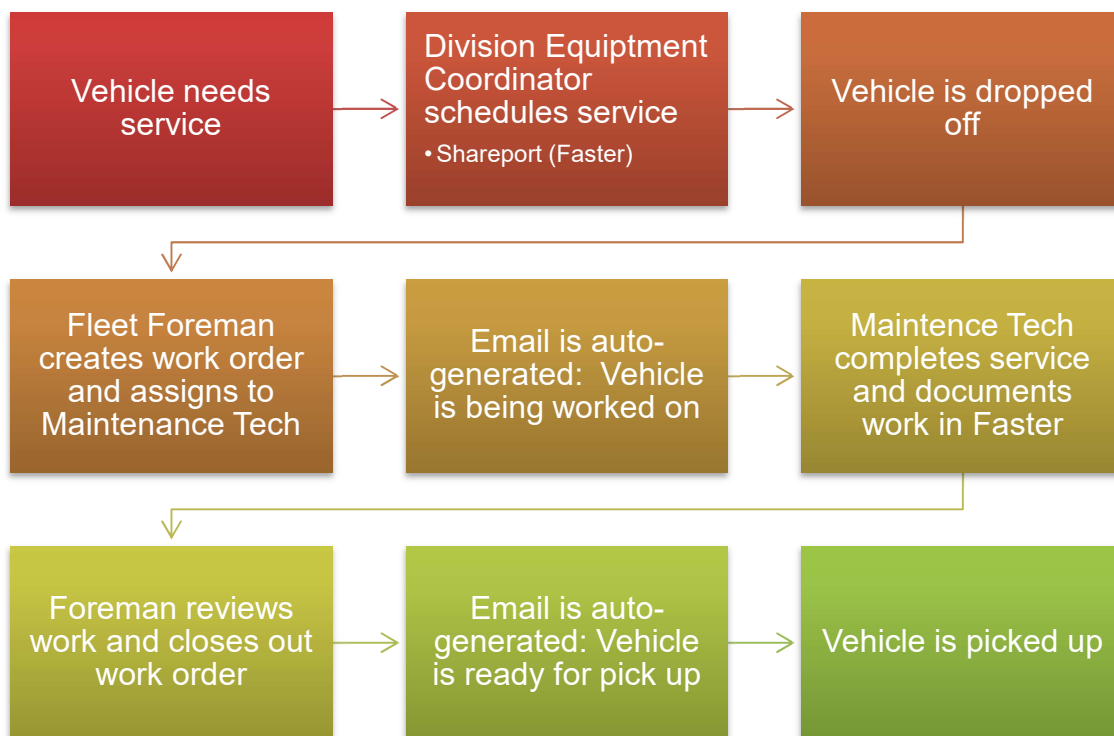 Vehicle needs
service
Division Equiptment
Coordinator
schedules service
• Shareport (Faster)
Vehicle is dropped
off
Fleet Foreman
creates work order
and assigns to
Maintenance Tech
Email is auto-
generated:  Vehicle
is being worked on
Maintence Tech
completes service
and documents
work in Faster
Foreman reviews
work and closes out
work order
Email is auto-
generated: Vehicle
is ready for pick up
Vehicle is picked up